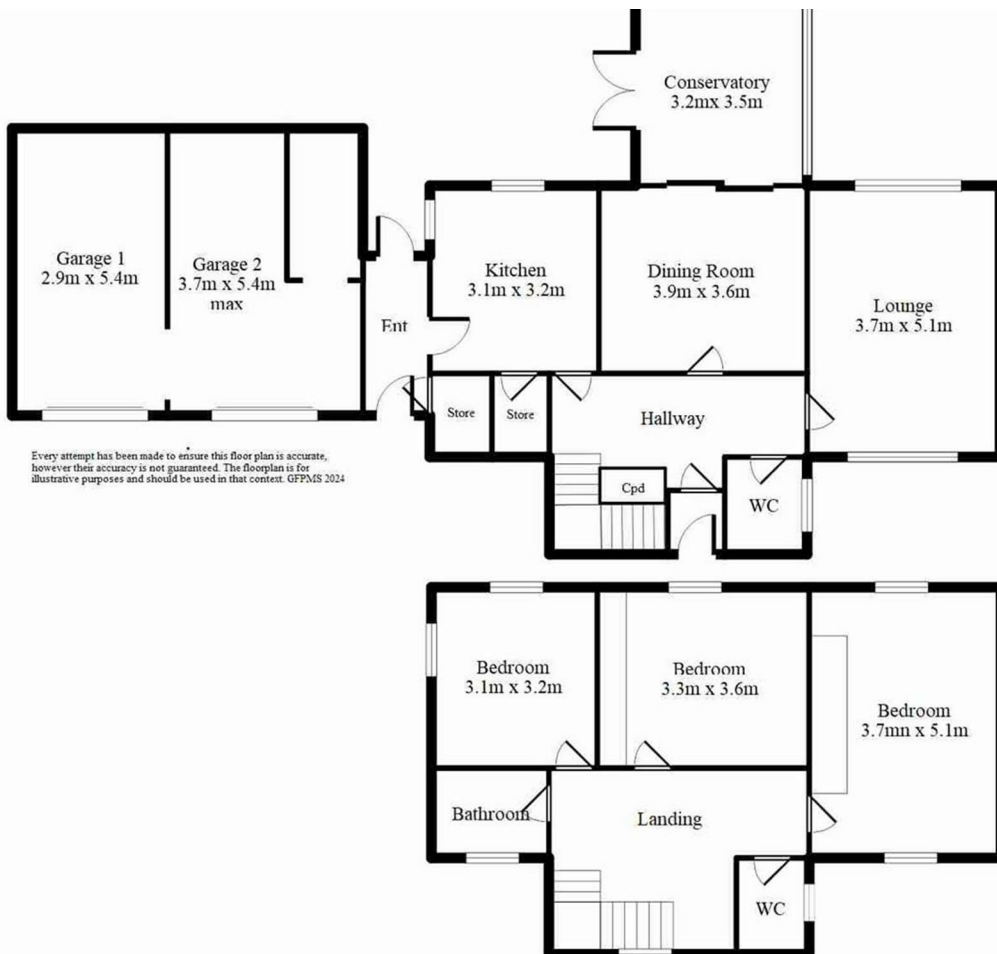 Conservatory
3.2mx 3.5m
Garage 1
2.9m x 5.4m
Garage 2
3.7m x 5.4m
max
Ent
Kitchen
3.1m x 3.2m
Dining Room
3.9m x 3.6m
Lounge
3.7m x 5.1m
Store
Store
Hallway
Cpd
WC
Every attempt has been made to ensure this floor plan is accurate,
however their accuracy is not guaranteed. The floorplan is for
illustrative purposes and should be used in that context. GFPMS 2024
Bedroom
3.1m x 3.2m
Bedroom
3.3m x 3.6m
Bedroom
3.7mn x 5.1m
Bathroom
Landing
WC